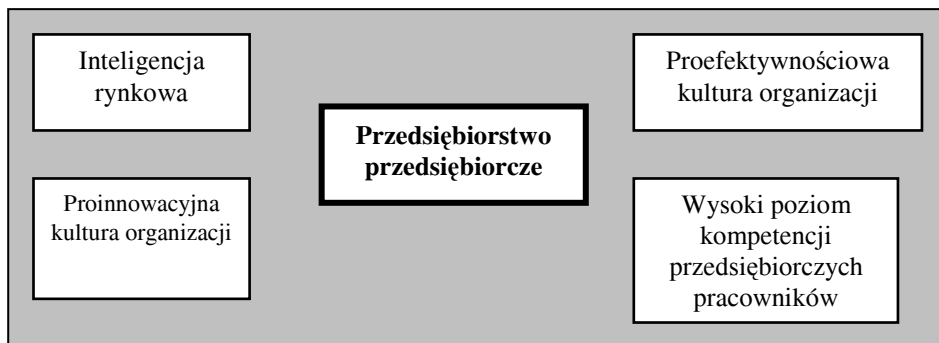 Inteligencja
rynkowa
Proinnowacyjna
kultura organizacji
Przedsiębiorstwo
przedsiębiorcze
Proefektywnościowa
kultura organizacji
Wysoki poziom
kompetencji
przedsiębiorczych
pracowników